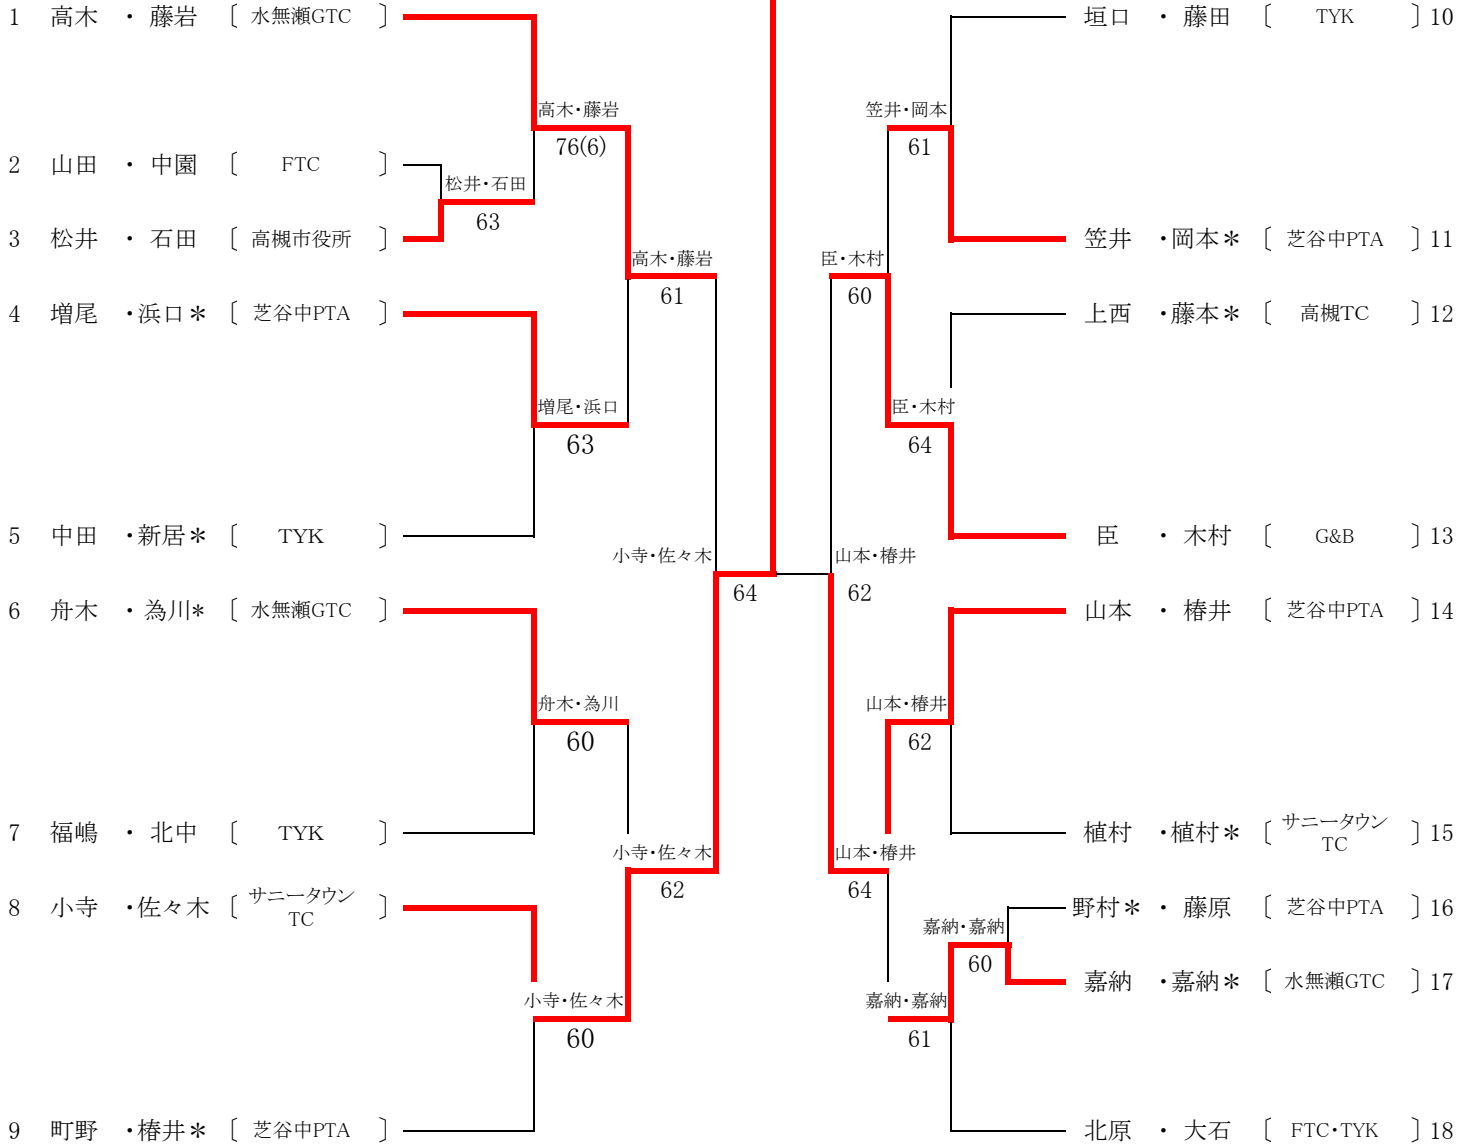 1 高木 ・ 藤岩 〔 水無瀬GTC 〕
高木・藤岩
76(6)
2 山田 ・ 中園 〔 FTC 〕
松井・石田
63
3 松井 ・ 石田 〔 高槻市役所 〕
高木・藤岩
61
4 増尾 ・浜口＊ 〔 芝谷中PTA 〕
増尾・浜口
63
5 中田 ・新居＊ 〔 TYK 〕
小寺・佐々木
64
6 舟木 ・ 為川* 〔 水無瀬GTC 〕
舟木・為川
60
7 福嶋 ・ 北中 〔 TYK 〕
小寺・佐々木
62
8 小寺 ・佐々木 〔 サニータウン
TC 〕
小寺・佐々木
60
9 町野 ・椿井＊ 〔 芝谷中PTA 〕
垣口 ・ 藤田 〔 TYK 〕 10
笠井・岡本
61
笠井 ・岡本＊ 〔 芝谷中PTA 〕 11
臣・木村
60
上西 ・藤本＊ 〔 高槻TC 〕 12
臣・木村
64
臣 ・ 木村 〔 G&B 〕 13
山本・椿井
62
山本 ・ 椿井 〔 芝谷中PTA 〕 14
山本・椿井
62
植村 ・植村＊ 〔 サニータウン
TC 〕 15
山本・椿井
64
野村＊ ・ 藤原 〔 芝谷中PTA 〕 16
嘉納・嘉納
60
嘉納 ・嘉納＊ 〔 水無瀬GTC 〕 17
嘉納・嘉納
61
北原 ・ 大石 〔 FTC・TYK 〕 18